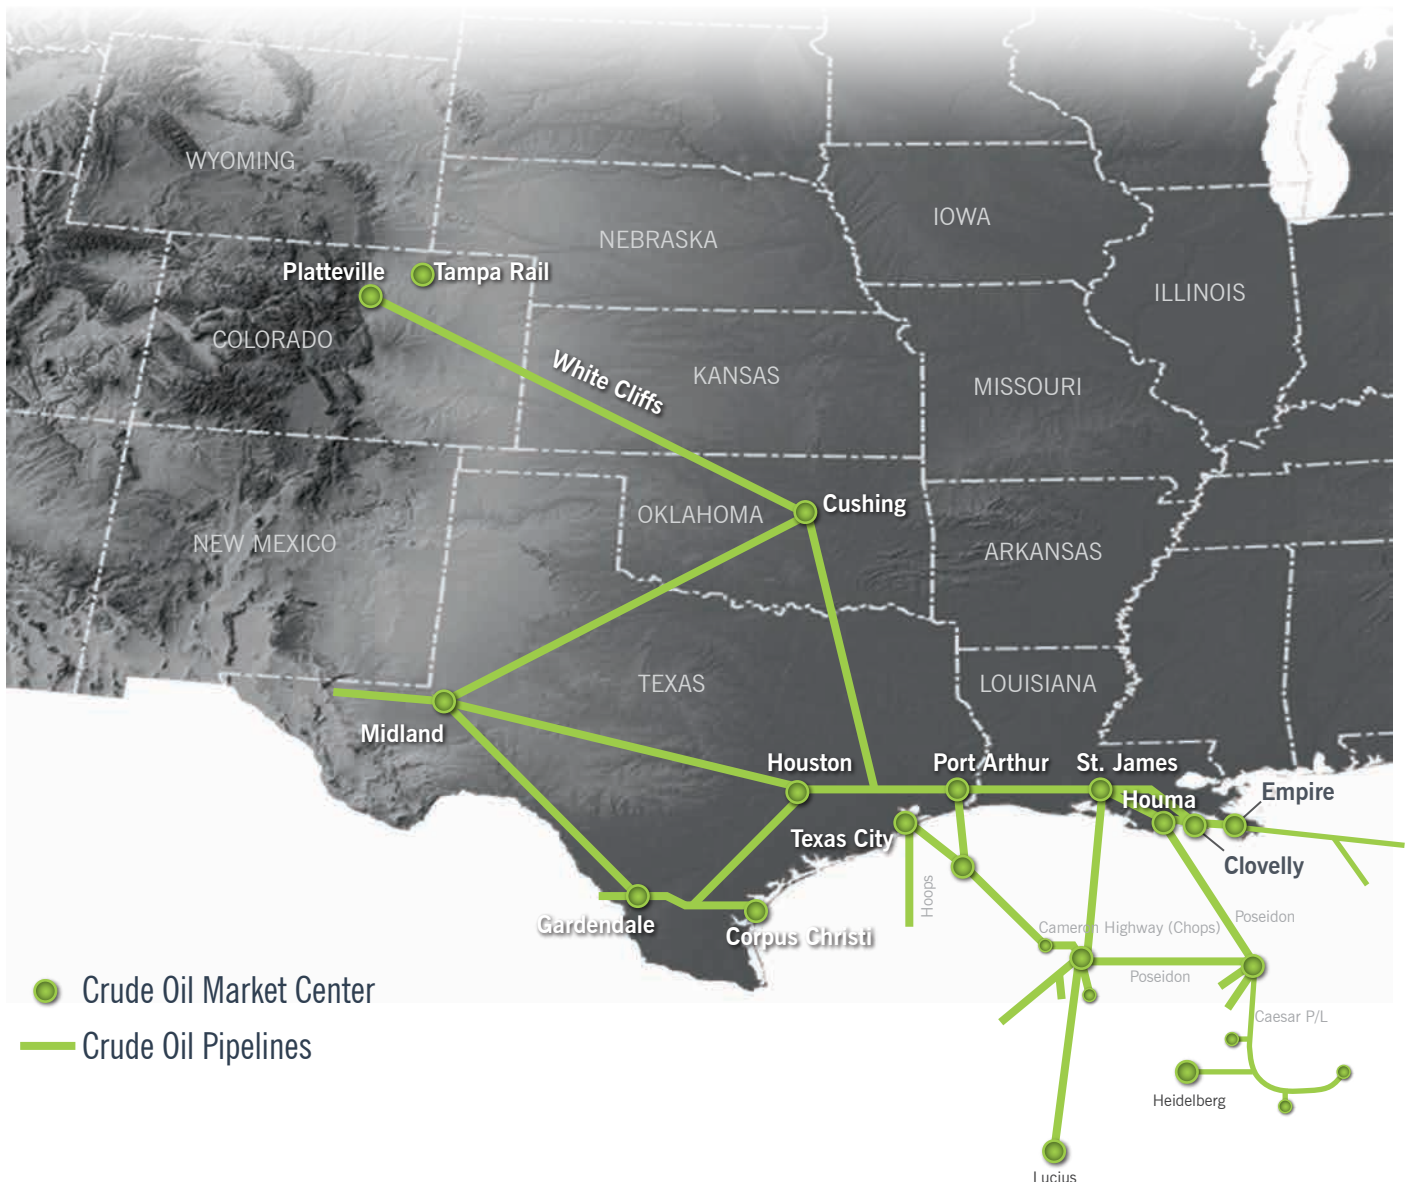 WYOMING
IOWA
NEBRASKA
Platteville
Tampa Rail
ILLINOIS
COLORADO
White Cliffs
KANSAS
MISSOURI
Cushing
OKLAHOMA
NEW MEXICO
ARKANSAS
TEXAS
LOUISIANA
Midland
Houston
Port Arthur
St. James
Houma
Empire
Texas City
Clovelly
Hoops
Gardendale
Corpus Christi
Cameron Highway (Chops)
Poseidon
Poseidon
Crude Oil Market Center
Caesar P/L
Crude Oil Pipelines
Heidelberg
Lucius